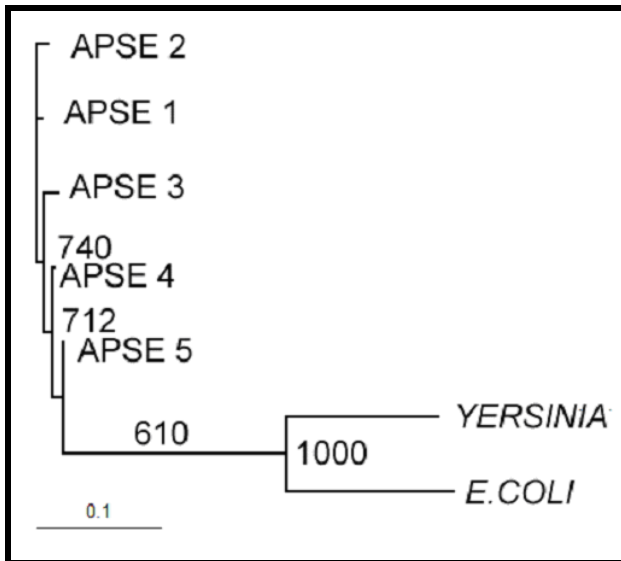 APSE 2
APSE 1
APSE 3
740
APSE 4
712
APSE 5
YERSINIA
610
1000
E.COLI
0.1